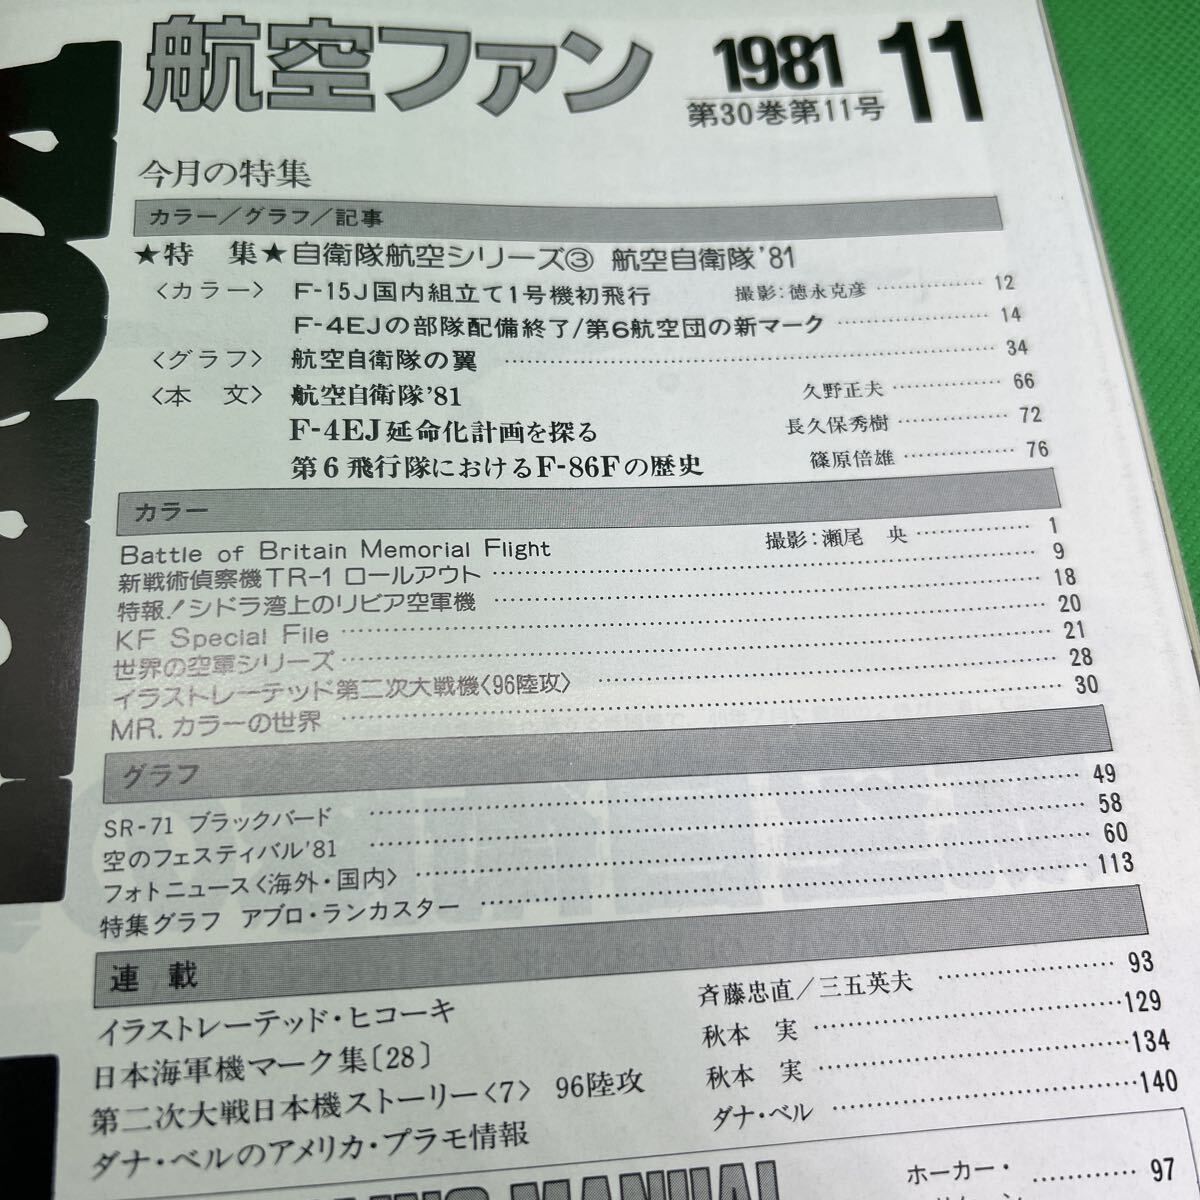 航空ファン 1981 11
第30巻第11号
今月の特集
カラー／グラフ／記事
★特 集★自衛隊航空シリーズ③ 航空自衛隊'81
〈カラー〉 F-15J国内組立て1号機初飛行 撮影:徳永克彦 …………… 12
F-4EJの部隊配備終了/第6航空団の新マーク …………… 14
〈グラフ〉 航空自衛隊の翼 …………… 34
〈本 文〉 航空自衛隊'81 久野正夫 …………… 66
F-4EJ延命化計画を探る 長久保秀樹 …………… 72
第6飛行隊におけるF-86Fの歴史 篠原倍雄 …………… 76
カラー
Battle of Britain Memorial Flight 撮影:瀬尾 央 …………… 1
新戦術偵察機TR-1 ロールアウト …………… 9
特報!シドラ湾上のリビア空軍機 …………… 18
KF Special File …………… 20
世界の空軍シリーズ …………… 21
イラストレーテッド第二次大戦機〈96陸攻〉 …………… 28
MR.カラーの世界 …………… 30
グラフ
SR-71 ブラックバード …………… 49
空のフェスティバル'81 …………… 58
フォトニュース〈海外・国内〉 …………… 60
特集グラフ アブロ・ランカスター …………… 113
連 載
イラストレーテッド・ヒコーキ 斉藤忠直／三五英夫 …………… 93
日本海軍機マーク集〔28〕 秋本 実 …………… 129
第二次大戦日本機ストーリー〈7〉 96陸攻 秋本 実 …………… 134
ダナ・ベルのアメリカ・プラモ情報 ダナ・ベル …………… 140
MANUAL ホーカー・ …………… 97